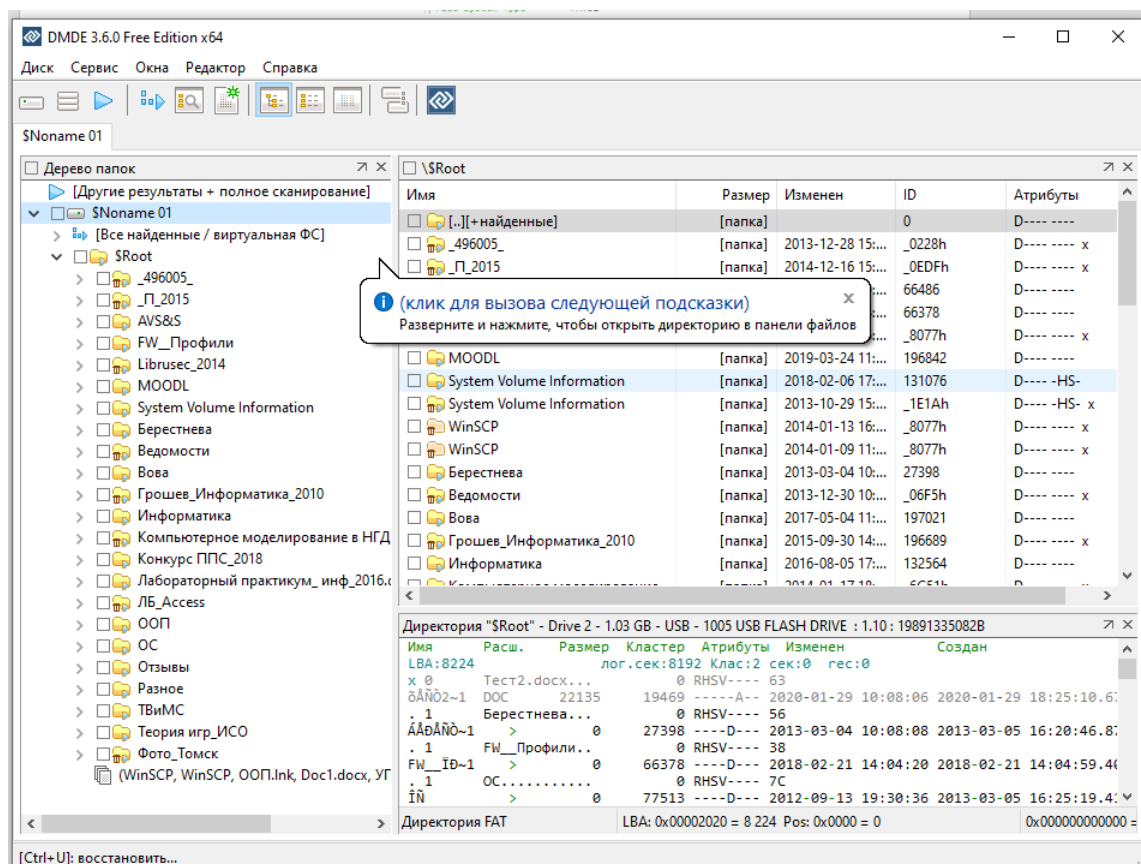 DMDE 3.6.0 Free Edition x64
Диск Сервис Окна Редактор Справка
$Noname 01
Дерево папок
[Другие результаты + полное сканирование]
$Noname 01
[Все найденные / виртуальная ФС]
$Root
_496005_
_П_2015
AVS&S
FW__Профили
Librusec_2014
MOODL
System Volume Information
Берестнева
Ведомости
Вова
Грошев_Информатика_2010
Информатика
Компьютерное моделирование в НГД
Конкурс ППС_2018
Лабораторный практикум_ инф_2016.
ЛБ_Access
ООП
ОС
Отзывы
Разное
ТВиМС
Теория игр_ИСО
Фото_Томск
(WinSCP, WinSCP, ООП.lnk, Doc1.docx, УГ
\$Root
Имя Размер Изменен ID Атрибуты
[..][+найденные] [папка] 0 D---- ----
_496005_ [папка] 2013-12-28 15:... _0228h D---- ---- x
_П_2015 [папка] 2014-12-16 15:... _0EDFh D---- ---- x
66486 D---- ----
66378 D---- ----
_8077h D---- ---- x
(клик для вызова следующей подсказки)
Разверните и нажмите, чтобы открыть директорию в панели файлов
MOODL [папка] 2019-03-24 11:... 196842 D---- ----
System Volume Information [папка] 2018-02-06 17:... 131076 D---- -HS-
System Volume Information [папка] 2013-10-29 15:... _1E1Ah D---- -HS- x
WinSCP [папка] 2014-01-13 16:... _8077h D---- ---- x
WinSCP [папка] 2014-01-09 11:... _8077h D---- ---- x
Берестнева [папка] 2013-03-04 10:... 27398 D---- ----
Ведомости [папка] 2013-12-30 10:... _06F5h D---- ---- x
Вова [папка] 2017-05-04 11:... 197021 D---- ----
Грошев_Информатика_2010 [папка] 2015-09-30 14:... 196689 D---- ---- x
Информатика [папка] 2016-08-05 17:... 132564 D---- ----
Директория "$Root" - Drive 2 - 1.03 GB - USB - 1005 USB FLASH DRIVE : 1.10 : 19891335082B
Имя Расш. Размер Кластер Атрибуты Изменен Создан
LBA:8224 лог.сек:8192 Клас:2 сек:0 rec:0
x 0 Тест2.docx... 0 RHSV---- 63
õÅÑÒ2~1 DOC 22135 19469 -----A-- 2020-01-29 10:08:06 2020-01-29 18:25:10.67
. 1 Берестнева... 0 RHSV---- 56
ÁÅÐÅÑÒ~1 > 0 27398 ----D--- 2013-03-04 10:08:08 2013-03-05 16:20:46.87
. 1 FW__Профили.. 0 RHSV---- 38
FW__ÏÐ~1 > 0 66378 ----D--- 2018-02-21 14:04:20 2018-02-21 14:04:59.40
. 1 ОС........... 0 RHSV---- 7C
ÎÑ > 0 77513 ----D--- 2012-09-13 19:30:36 2013-03-05 16:25:19.41
Директория FAT LBA: 0x00002020 = 8 224 Pos: 0x0000 = 0 0x000000000000 =
[Ctrl+U]: восстановить...